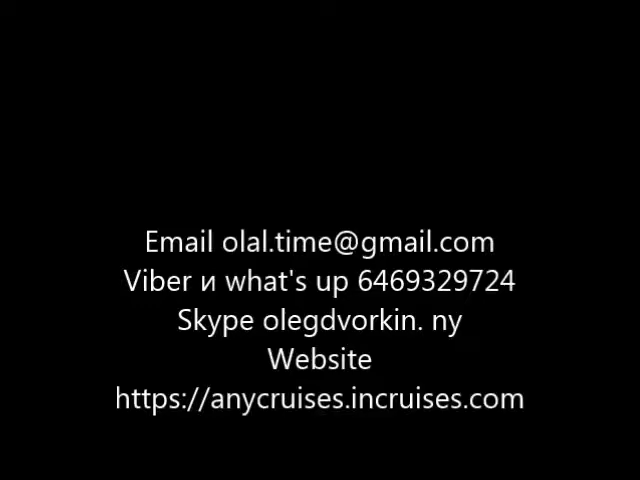 Email olal.time@gmail.com
Viber и what's up 6469329724
Skype olegdvorkin. ny
Website
https://anycruises.incruises.com